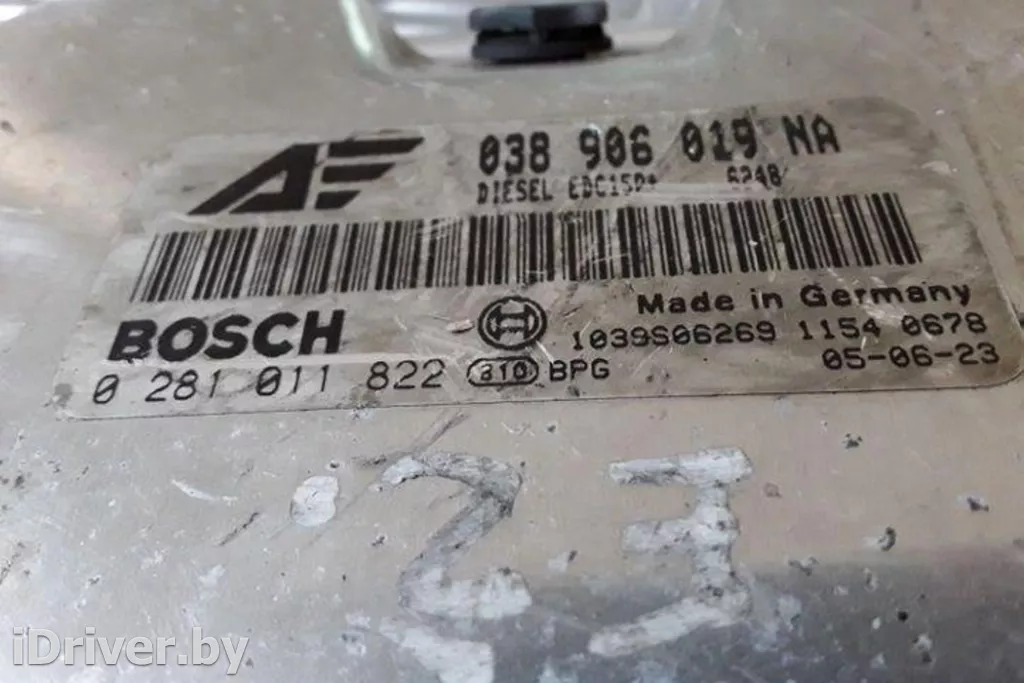 AF 038 906 019 NA
DIESEL EDC15P+ 6248
Made in Germany
BOSCH 1039S06269 1154 0678
0 281 011 822 310 BPG 05-06-23
iDriver.by